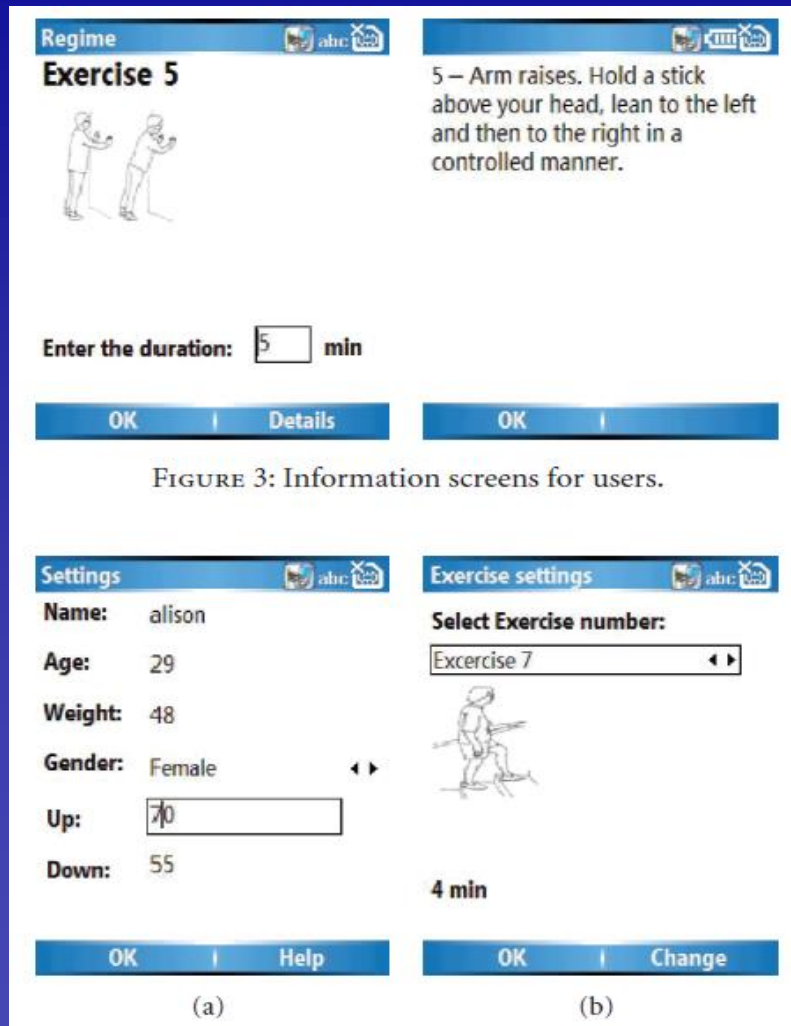 Regime
abc
Exercise 5
Enter the duration: 5 min
OK Details
5 – Arm raises. Hold a stick
above your head, lean to the left
and then to the right in a
controlled manner.
OK
FIGURE 3: Information screens for users.
Settings
abc
Name: alison
Age: 29
Weight: 48
Gender: Female
Up: 70
Down: 55
OK Help
(a)
Exercise settings
abc
Select Exercise number:
Excercise 7
4 min
OK Change
(b)